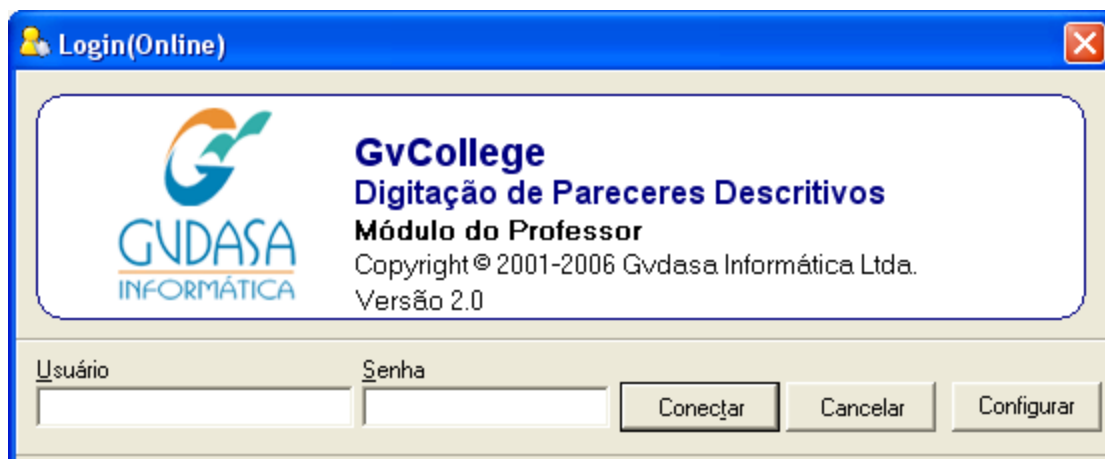 Login(Online)
GVDASA
INFORMÁTICA
GvCollege
Digitação de Pareceres Descritivos
Módulo do Professor
Copyright © 2001-2006 Gvdasa Informática Ltda.
Versão 2.0
Usuário
Senha
Conectar
Cancelar
Configurar